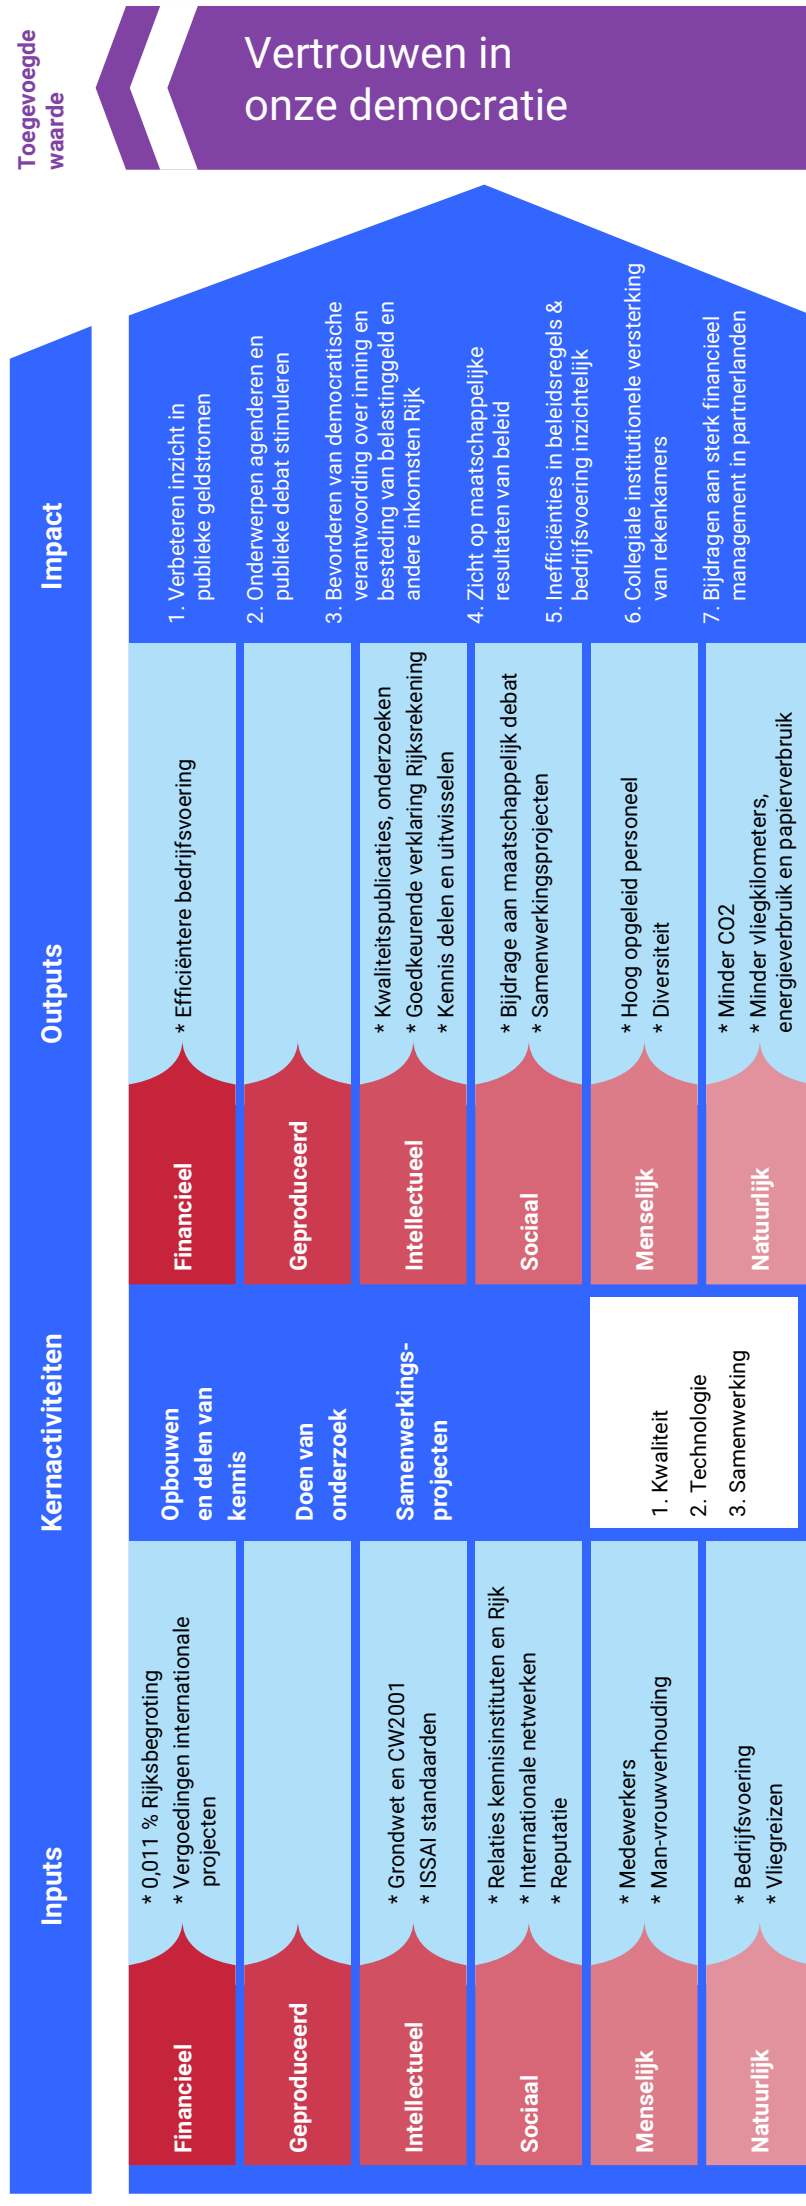 Inputs
Kernactiviteiten
Outputs
Impact
Toegevoegde
waarde
Financieel
* 0,011 % Rijksbegroting
* Vergoedingen internationale
projecten
Geproduceerd
Intellectueel
* Grondwet en CW2001
* ISSAI standaarden
Sociaal
* Relaties kennisinstituten en Rijk
* Internationale netwerken
* Reputatie
Menselijk
* Medewerkers
* Man-vrouwverhouding
Natuurlijk
* Bedrijfsvoering
* Vliegreizen
Opbouwen
en delen van
kennis
Doen van
onderzoek
Samenwerkings-
projecten
1. Kwaliteit
2. Technologie
3. Samenwerking
Financieel
* Efficiëntere bedrijfsvoering
Geproduceerd
Intellectueel
* Kwaliteitspublicaties, onderzoeken
* Goedkeurende verklaring Rijksrekening
* Kennis delen en uitwisselen
Sociaal
* Bijdrage aan maatschappelijk debat
* Samenwerkingsprojecten
Menselijk
* Hoog opgeleid personeel
* Diversiteit
Natuurlijk
* Minder CO2
* Minder vliegkilometers,
energieverbruik en papierverbruik
1. Verbeteren inzicht in
publieke geldstromen
2. Onderwerpen agenderen en
publieke debat stimuleren
3. Bevorderen van democratische
verantwoording over inning en
besteding van belastinggeld en
andere inkomsten Rijk
4. Zicht op maatschappelijke
resultaten van beleid
5. Inefficiënties in beleidsregels &
bedrijfsvoering inzichtelijk
6. Collegiale institutionele versterking
van rekenkamers
7. Bijdragen aan sterk financieel
management in partnerlanden
Vertrouwen in
onze democratie